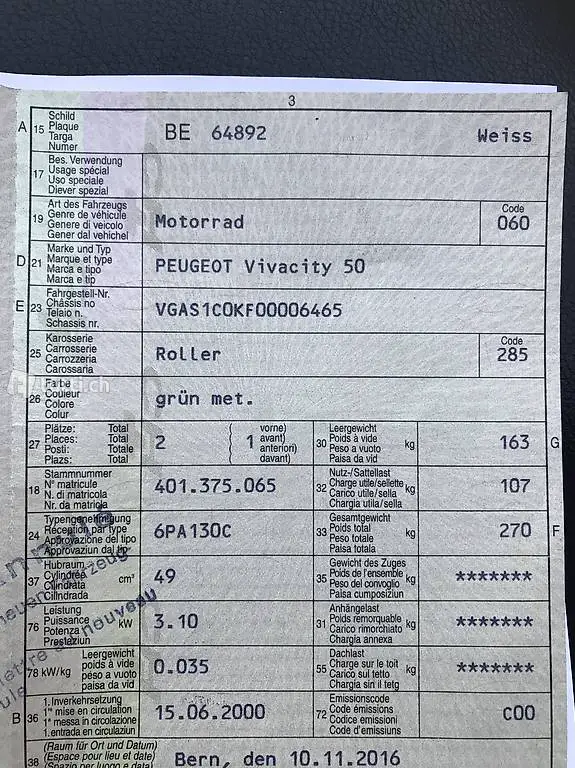 3
A 15 Schild
Plaque
Targa
Numer
BE 64892 Weiss
17 Bes. Verwendung
Usage spécial
Uso speciale
Diever spezial
19 Art des Fahrzeugs
Genre de véhicule
Genere di veicolo
Gener dal vehichel
Motorrad
Code
060
D 21 Marke und Typ
Marque et type
Marca e tipo
Marca e tip
PEUGEOT Vivacity 50
E 23 Fahrgestell-Nr.
Châssis no
Telaio n.
Schassis nr.
VGAS1C0KF00006465
25 Karosserie
Carrosserie
Carrozzeria
Carossaria
Roller
Code
285
26 Farbe
Couleur
Colore
Colur
grün met.
27 Plätze: Total
Places: Total
Posti: Totale
Plazs: Total
2
1 vorne)
avant)
anteriori)
davant)
30 Leergewicht
Poids à vide
Peso a vuoto
Paisa da vid
kg
163 G
18 Stammnummer
N° matricule
N. di matricola
Nr. da matricla
401.375.065
32 Nutz-/Sattellast
Charge utile/sellette
Carico utile/sella
Chargia utila/sella
kg
107
24 Typengenehmigung
Réception par type
Approvazione del tipo
Approvaziun dal tip
6PA130C
33 Gesamtgewicht
Poids total
Peso totale
Paisa totala
kg
270 F
37 Hubraum
Cylindrée
Cilindrata
Cilindrada
cm³
49
35 Gewicht des Zuges
Poids de l'ensemble
Peso del convoglio
Paisa cumposiziun
kg
*******
76 Leistung
Puissance
Potenza
Prestaziun
kW
3.10
31 Anhängelast
Poids remorquable
Carico rimorchiato
Chargia annexa
kg
*******
78 kW/kg Leergewicht
poids à vide
peso a vuoto
paisa da vid
0.035
55 Dachlast
Charge sur le toit
Carico sul tetto
Chargia sin il tetg
kg
*******
B 36 1. Inverkehrsetzung
1re mise en circulation
1a messa in circolazione
1. entrada en circulaziun
15.06.2000
72 Emissionscode
Code émissions
Codice emissioni
Code d'emissiuns
C00
38 (Raum für Ort und Datum)
(Espace pour lieu et date)
(Spazio per luogo e data)
Bern, den 10.11.2016